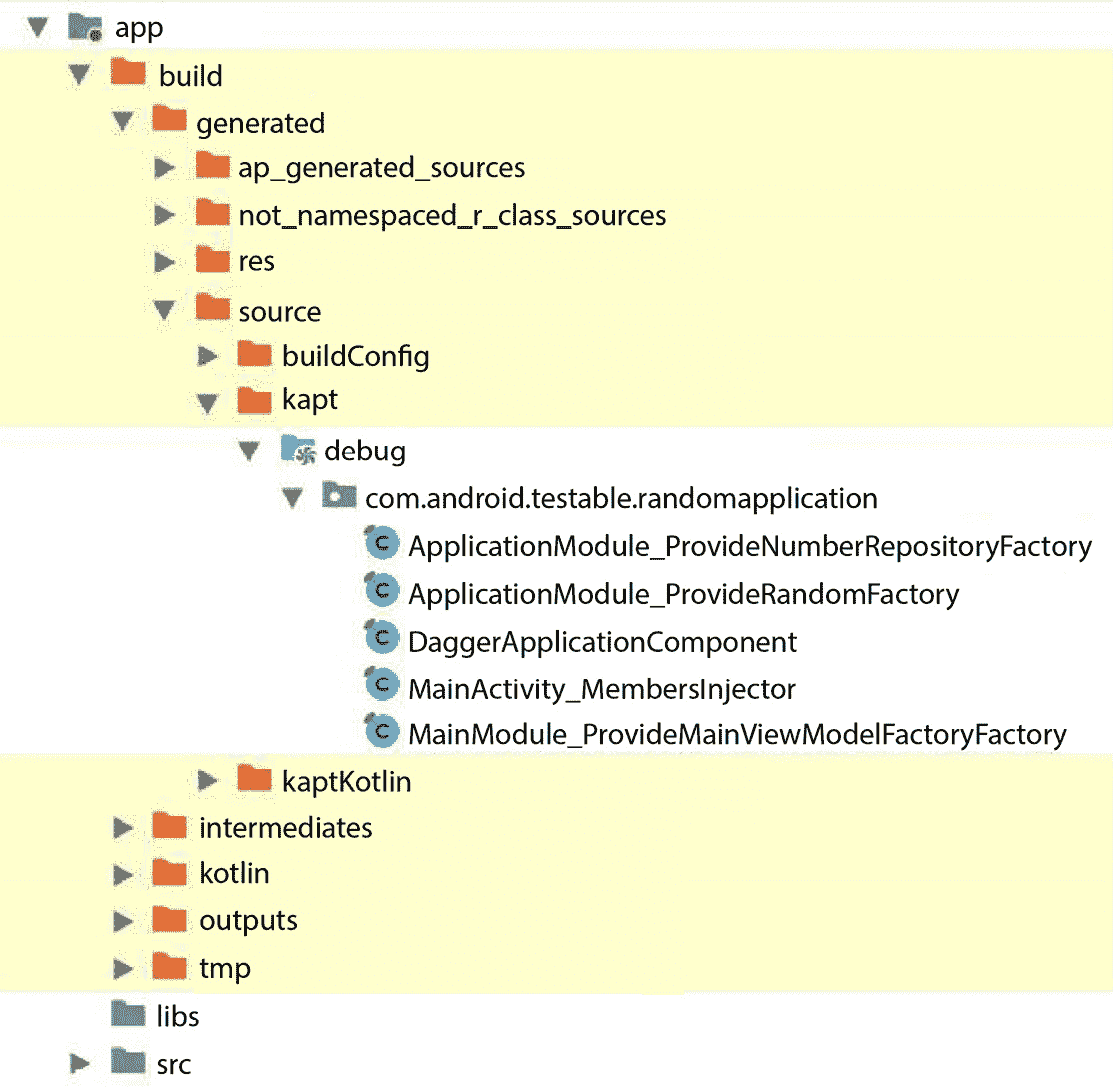 app
build
generated
ap_generated_sources
not_namespaced_r_class_sources
res
source
buildConfig
kapt
debug
com.android.testable.randomapplication
ApplicationModule_ProvideNumberRepositoryFactory
ApplicationModule_ProvideRandomFactory
DaggerApplicationComponent
MainActivity_MembersInjector
MainModule_ProvideMainViewModelFactoryFactory
kaptKotlin
intermediates
kotlin
outputs
tmp
libs
src